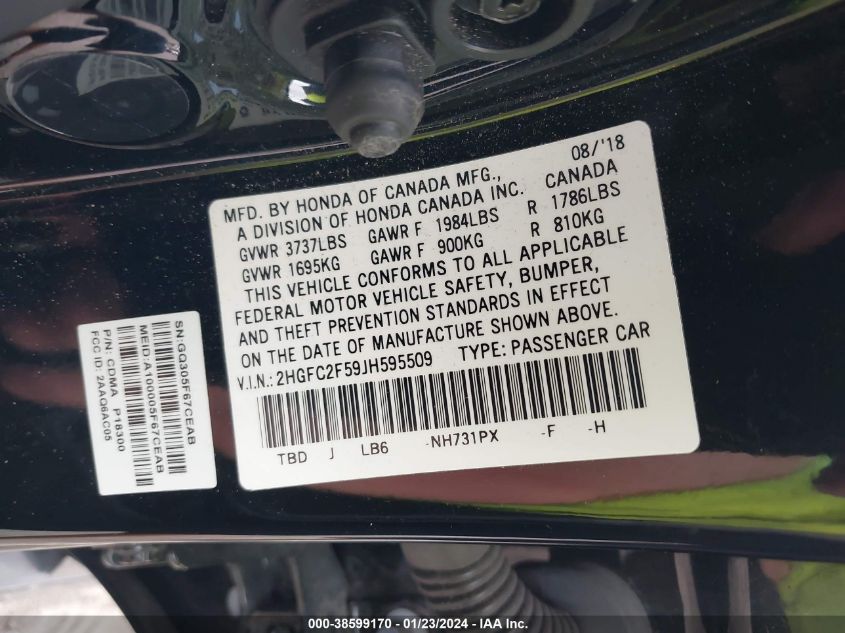 MFD. BY HONDA OF CANADA MFG., 08/'18
A DIVISION OF HONDA CANADA INC. CANADA
GVWR 3737LBS GAWR F 1984LBS R 1786LBS
GVWR 1695KG GAWR F 900KG R 810KG
THIS VEHICLE CONFORMS TO ALL APPLICABLE
FEDERAL MOTOR VEHICLE SAFETY, BUMPER,
AND THEFT PREVENTION STANDARDS IN EFFECT
ON THE DATE OF MANUFACTURE SHOWN ABOVE.
V.I.N.: 2HGFC2F59JH595509 TYPE: PASSENGER CAR
TBD J LB6 -NH731PX -F -H
SN:GQ305F67CEAB
MEID:A100005F67CEAB
P/N: CDMA P18300
FCC ID: 2AAQ6AC05
000-38599170 / 01/23/2024 - IAA Inc.